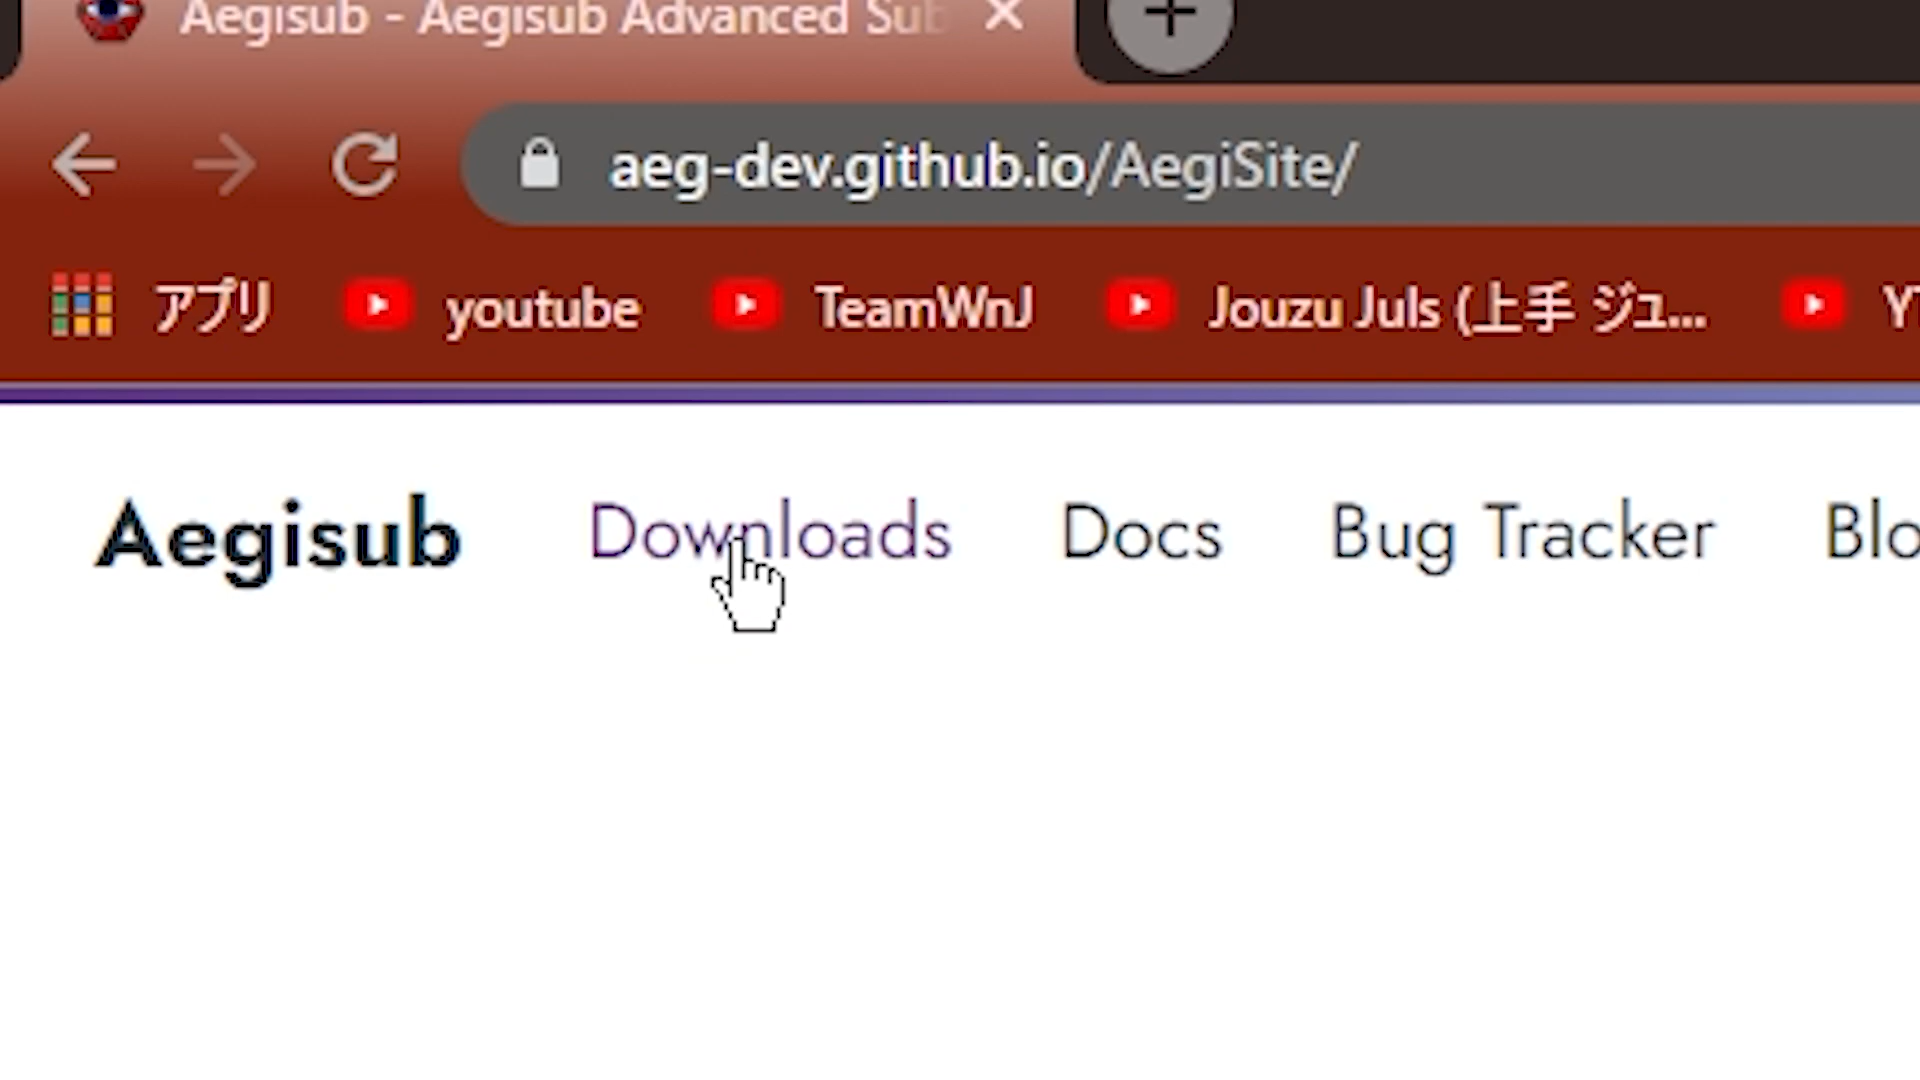 Aegisub - Aegisub Advanced Sub
aeg-dev.github.io/AegiSite/
アプリ youtube TeamWnJ Jouzu Juls (上手 ジュ...
Aegisub Downloads Docs Bug Tracker